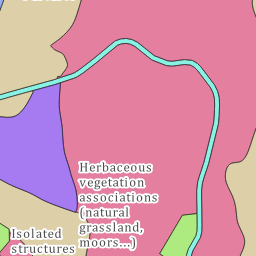 Herbaceous
vegetation
associations
(natural
grassland,
moors...)
Isolated
structures